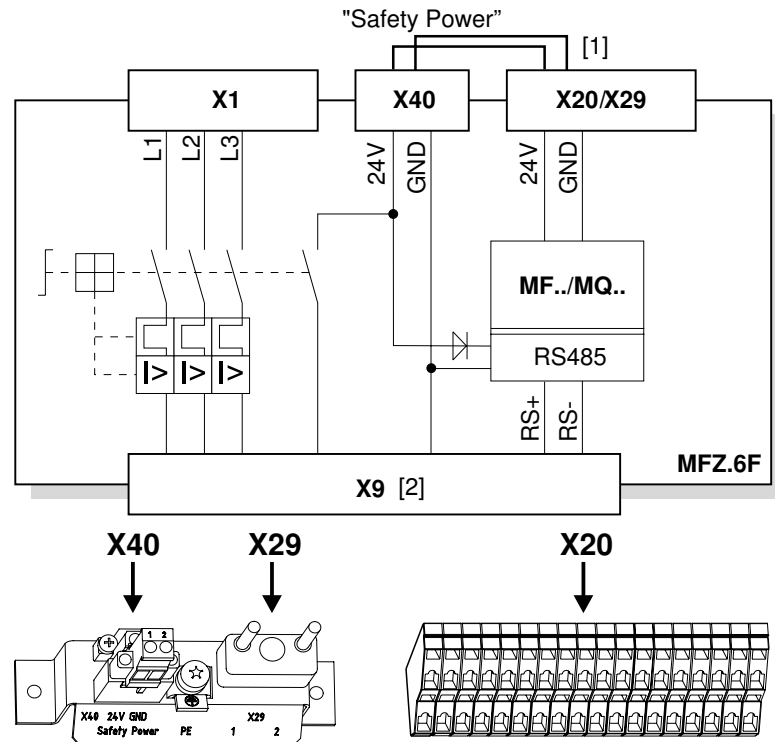 "Safety Power”
[1]
X1
X40
X20/X29
L1
L2
L3
24V
GND
24V
GND
MF../MQ..
RS485
I>
I>
I>
RS+
RS-
MFZ.6F
X9 [2]
X40
X29
X20
1 2
X40 24V GND
X29
Safety Power
PE
1
2